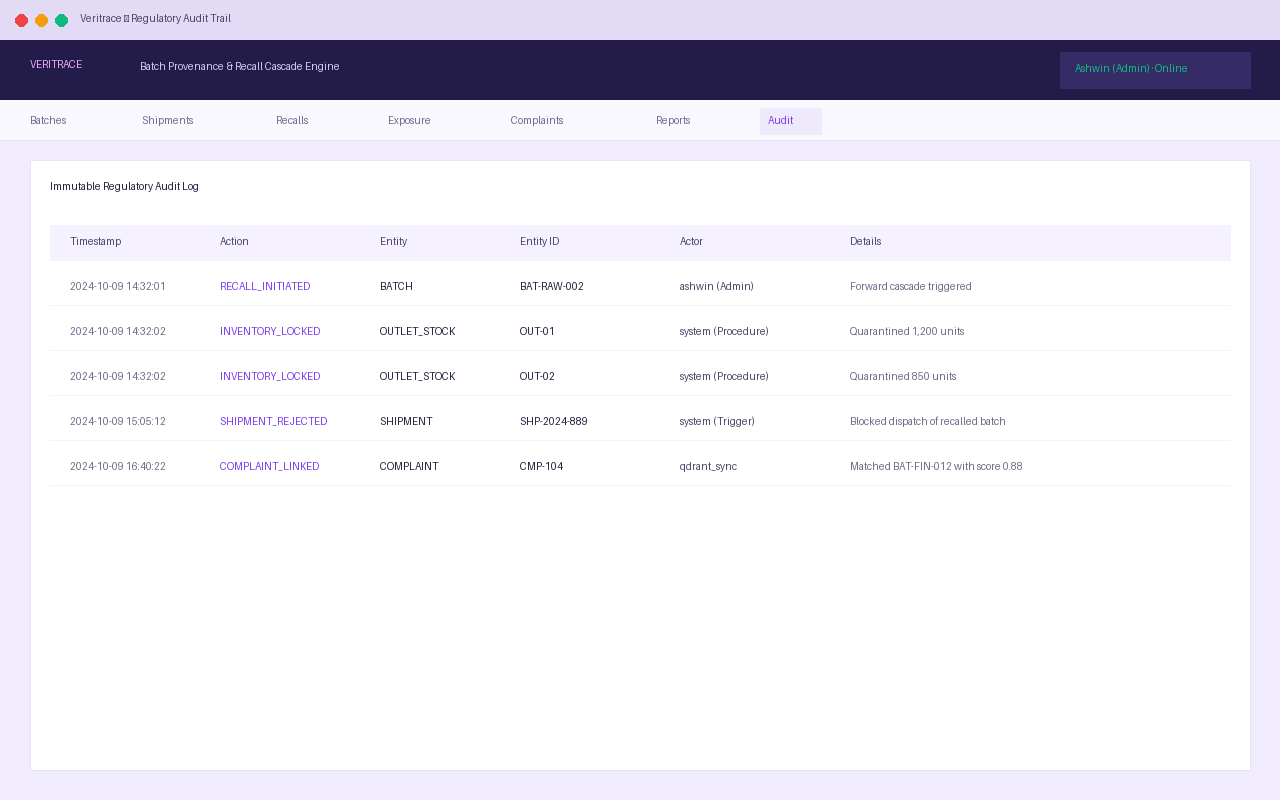 Veritrace ▯ Regulatory Audit Trail
VERITRACE Batch Provenance & Recall Cascade Engine Ashwin (Admin) · Online
Batches Shipments Recalls Exposure Complaints Reports Audit
Immutable Regulatory Audit Log
Timestamp Action Entity Entity ID Actor Details
2024-10-09 14:32:01 RECALL_INITIATED BATCH BAT-RAW-002 ashwin (Admin) Forward cascade triggered
2024-10-09 14:32:02 INVENTORY_LOCKED OUTLET_STOCK OUT-01 system (Procedure) Quarantined 1,200 units
2024-10-09 14:32:02 INVENTORY_LOCKED OUTLET_STOCK OUT-02 system (Procedure) Quarantined 850 units
2024-10-09 15:05:12 SHIPMENT_REJECTED SHIPMENT SHP-2024-889 system (Trigger) Blocked dispatch of recalled batch
2024-10-09 16:40:22 COMPLAINT_LINKED COMPLAINT CMP-104 qdrant_sync Matched BAT-FIN-012 with score 0.88